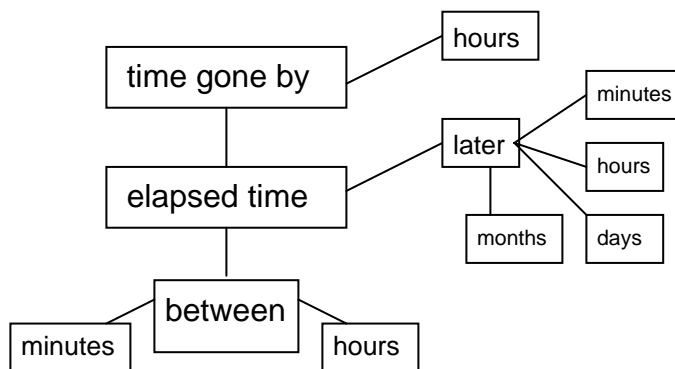 hours
time gone by
minutes
later
hours
elapsed time
months
days
between
minutes
hours